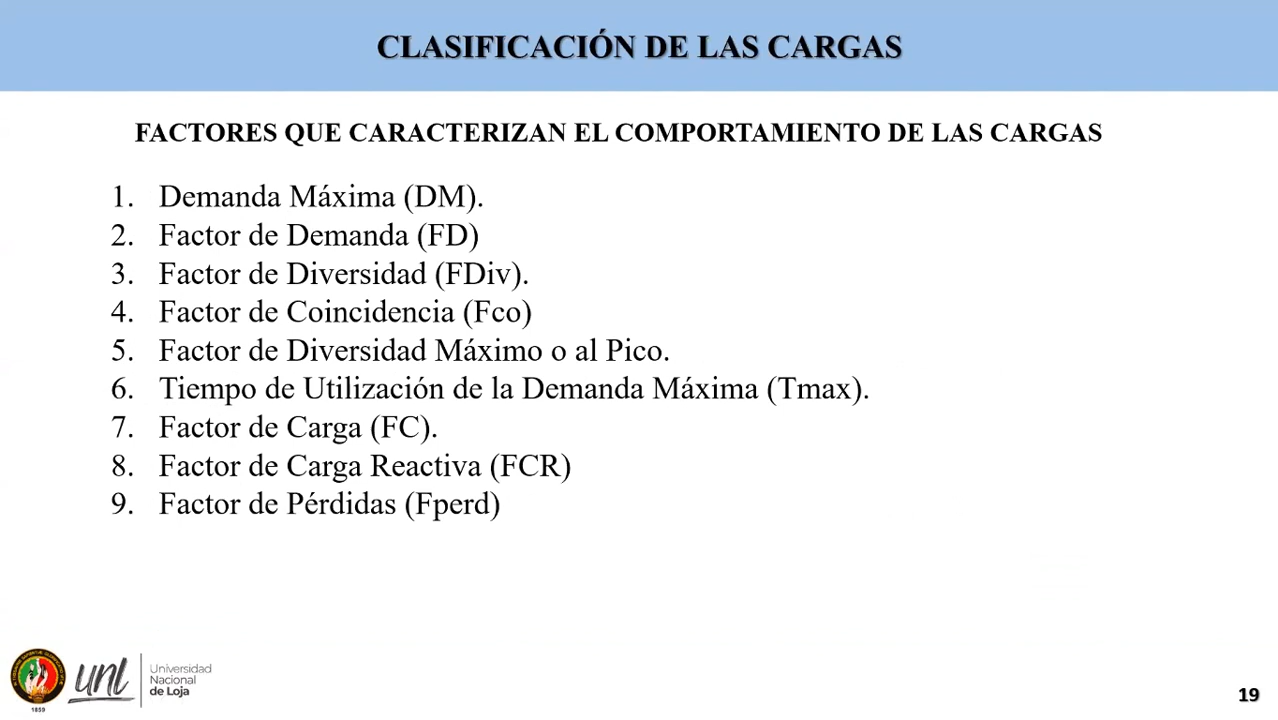 CLASIFICACIÓN DE LAS CARGAS
FACTORES QUE CARACTERIZAN EL COMPORTAMIENTO DE LAS CARGAS
1. Demanda Máxima (DM).
2. Factor de Demanda (FD)
3. Factor de Diversidad (FDiv).
4. Factor de Coincidencia (Fco)
5. Factor de Diversidad Máximo o al Pico.
6. Tiempo de Utilización de la Demanda Máxima (Tmax).
7. Factor de Carga (FC).
8. Factor de Carga Reactiva (FCR)
9. Factor de Pérdidas (Fperd)
1859
unl
Universidad
Nacional
de Loja
19